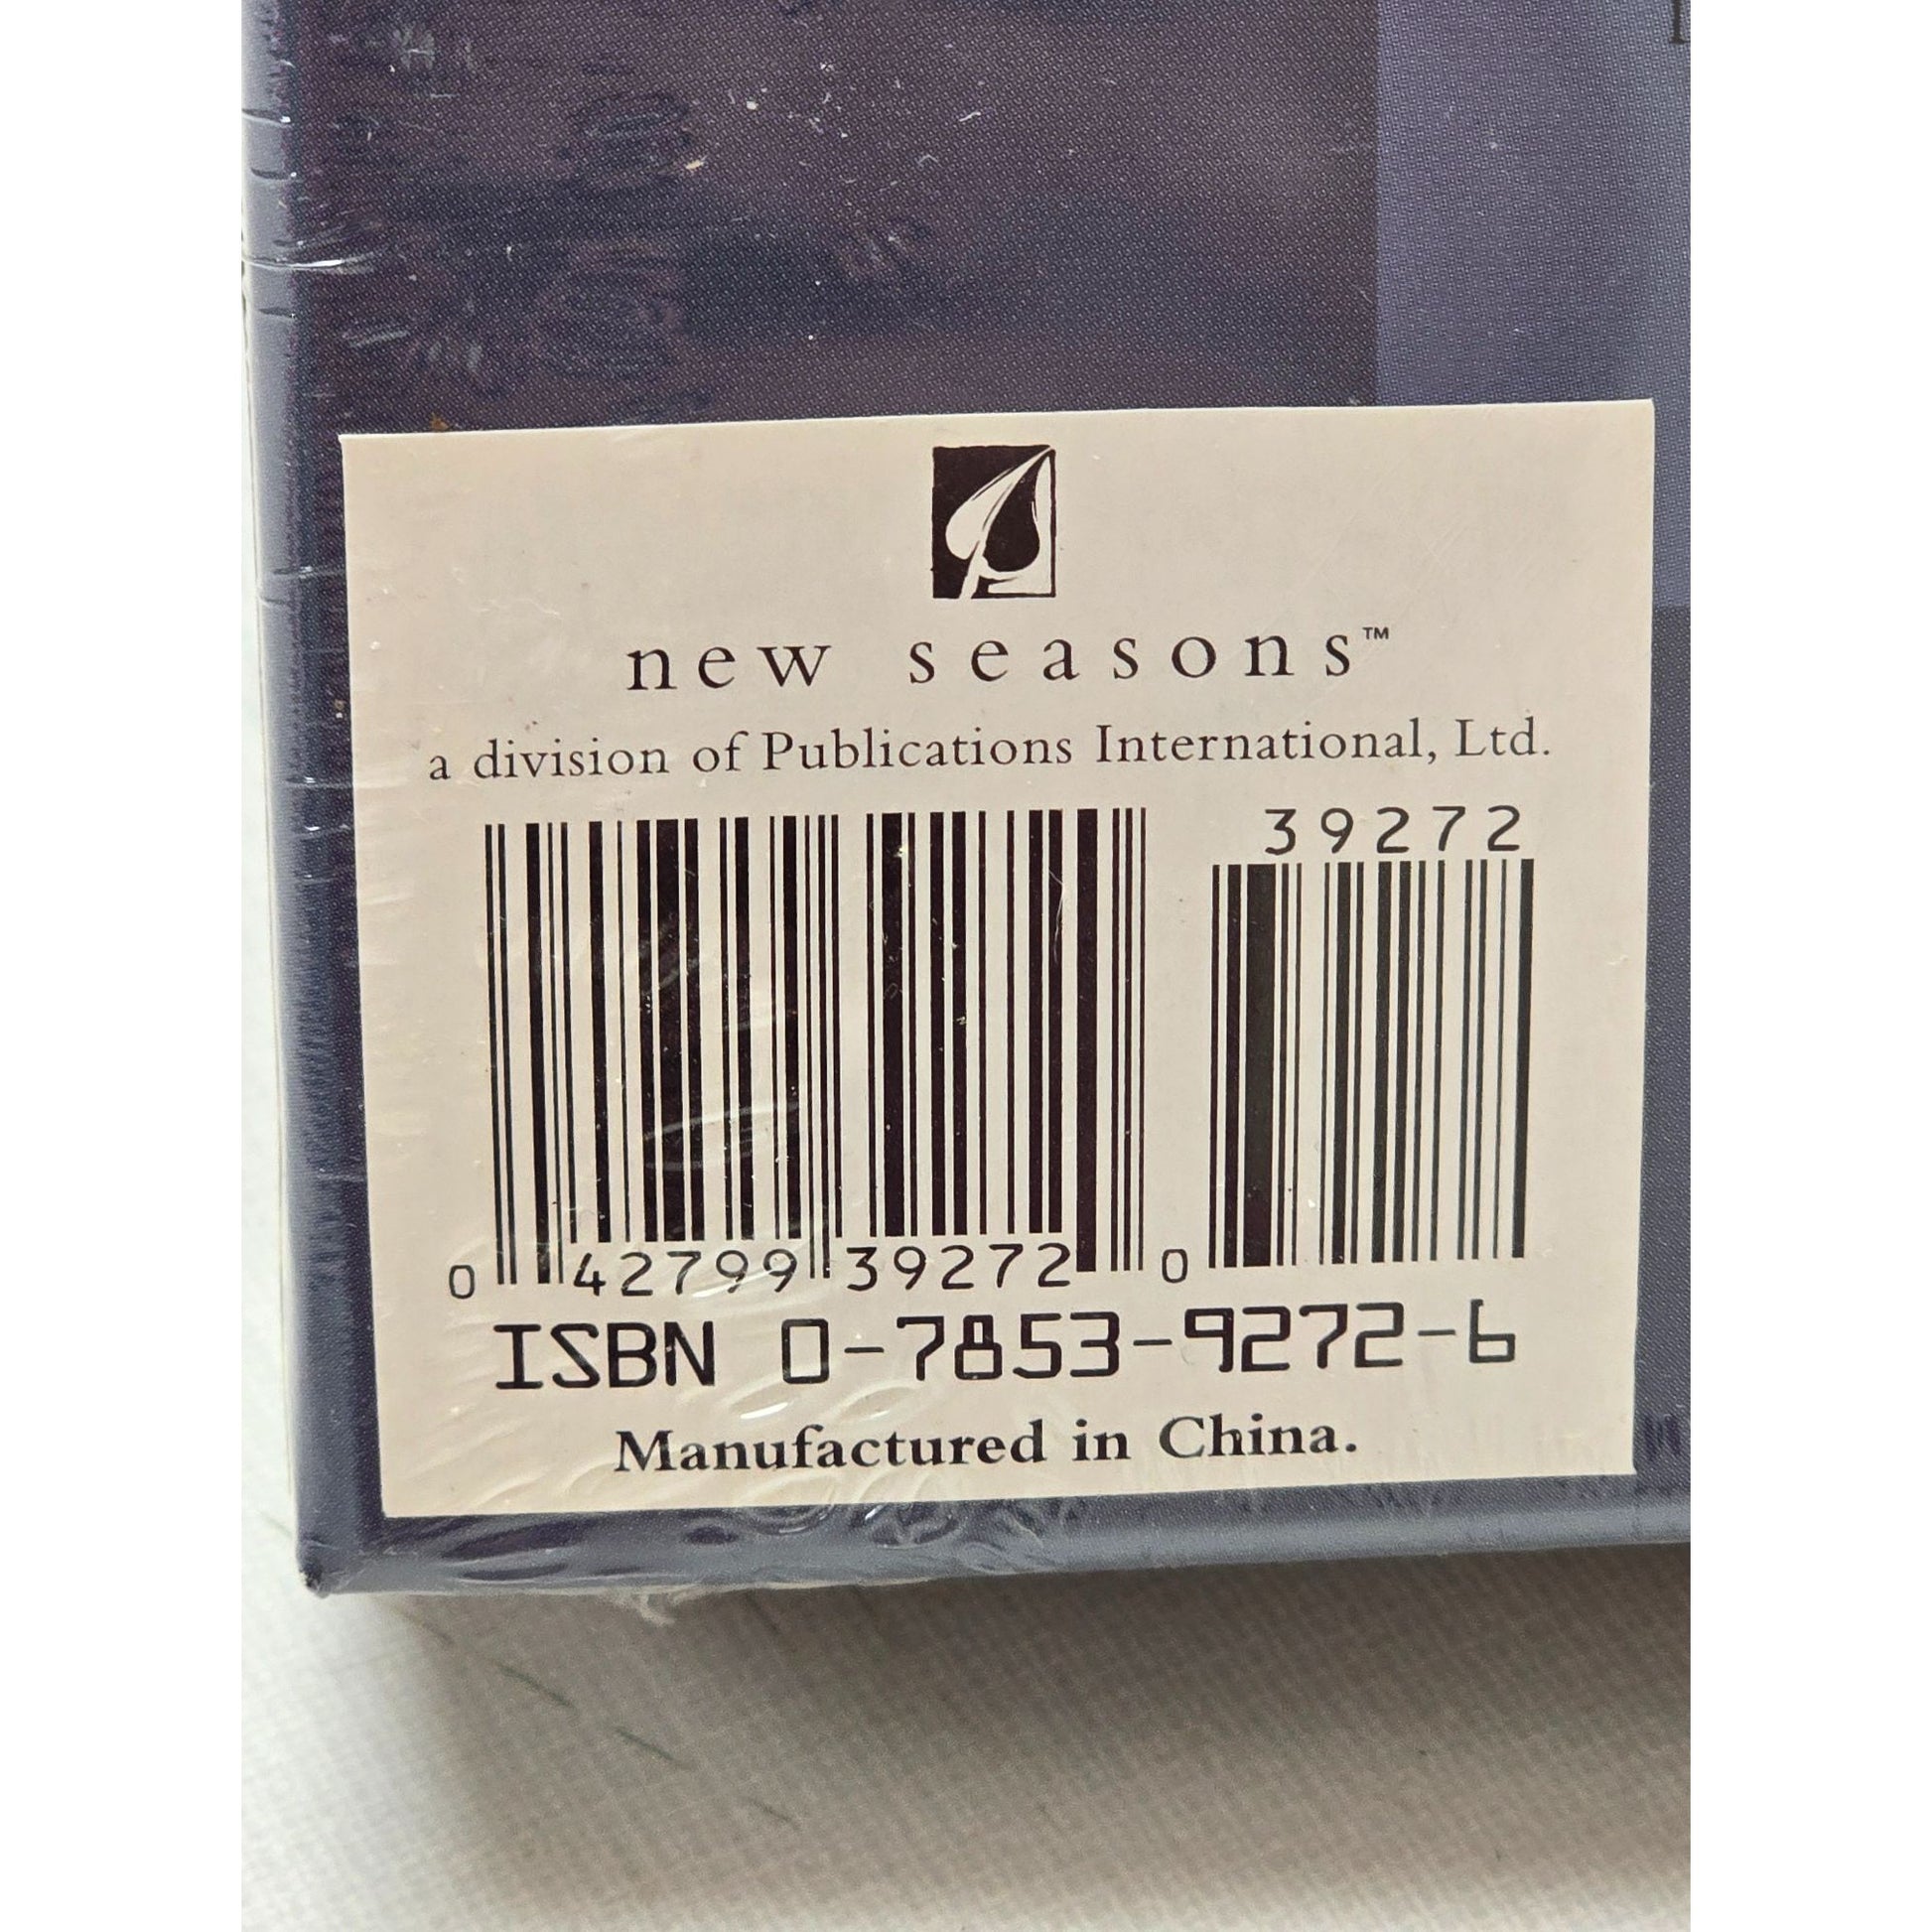 new seasons™
a division of Publications International, Ltd.
39272
0 42799 39272 0
ISBN 0-7853-9272-6
Manufactured in China.